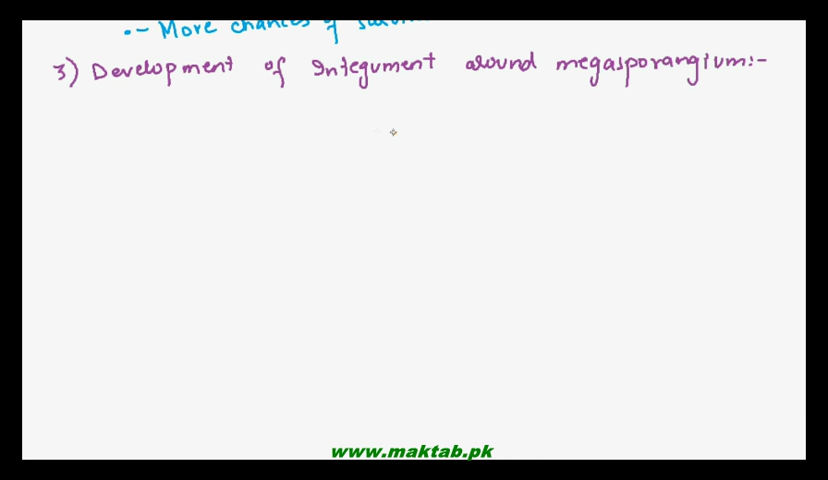 •- More chances of
3) Development of Integument around megasporangium:-
www.maktab.pk